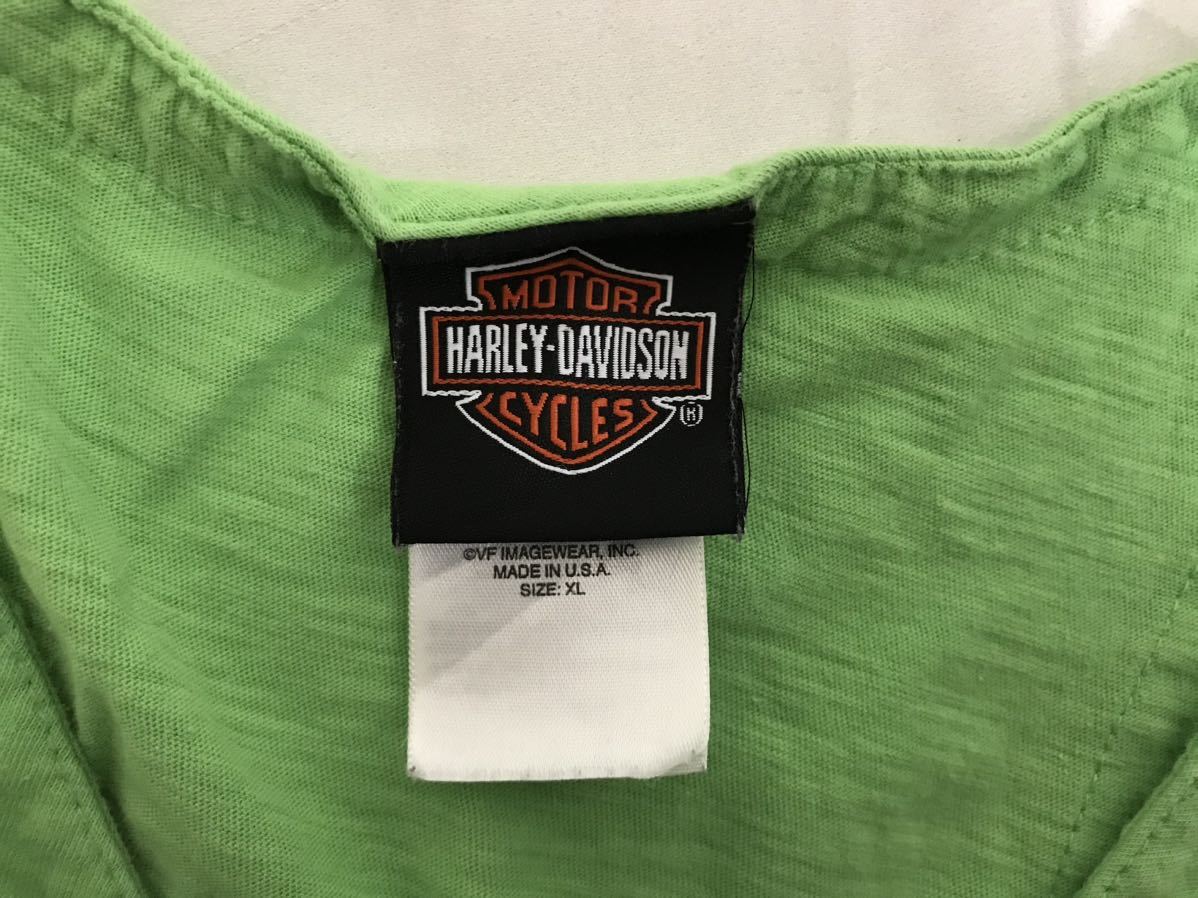 MOTOR
HARLEY-DAVIDSON
CYCLES
®
©VF IMAGEWEAR, INC.
MADE IN U.S.A.
SIZE: XL